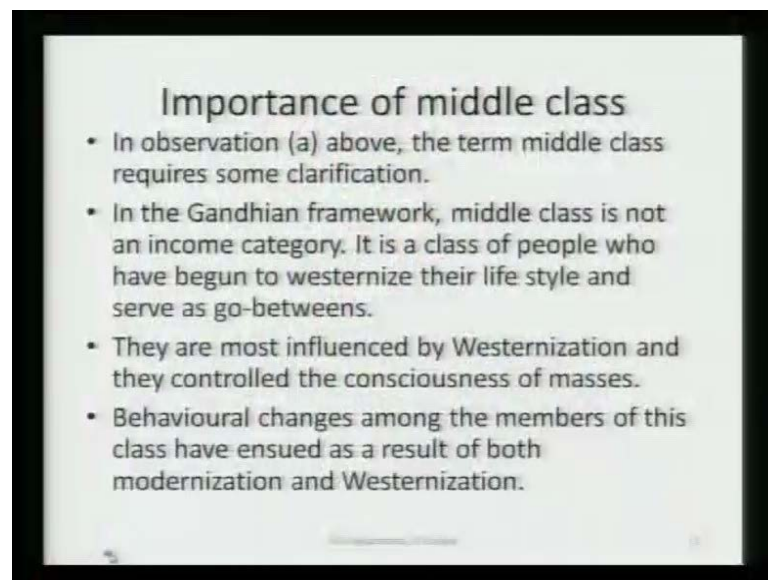 Importance of middle class
• In observation (a) above, the term middle class
requires some clarification.
• In the Gandhian framework, middle class is not
an income category. It is a class of people who
have begun to westernize their life style and
serve as go-betweens.
• They are most influenced by Westernization and
they controlled the consciousness of masses.
• Behavioural changes among the members of this
class have ensued as a result of both
modernization and Westernization.